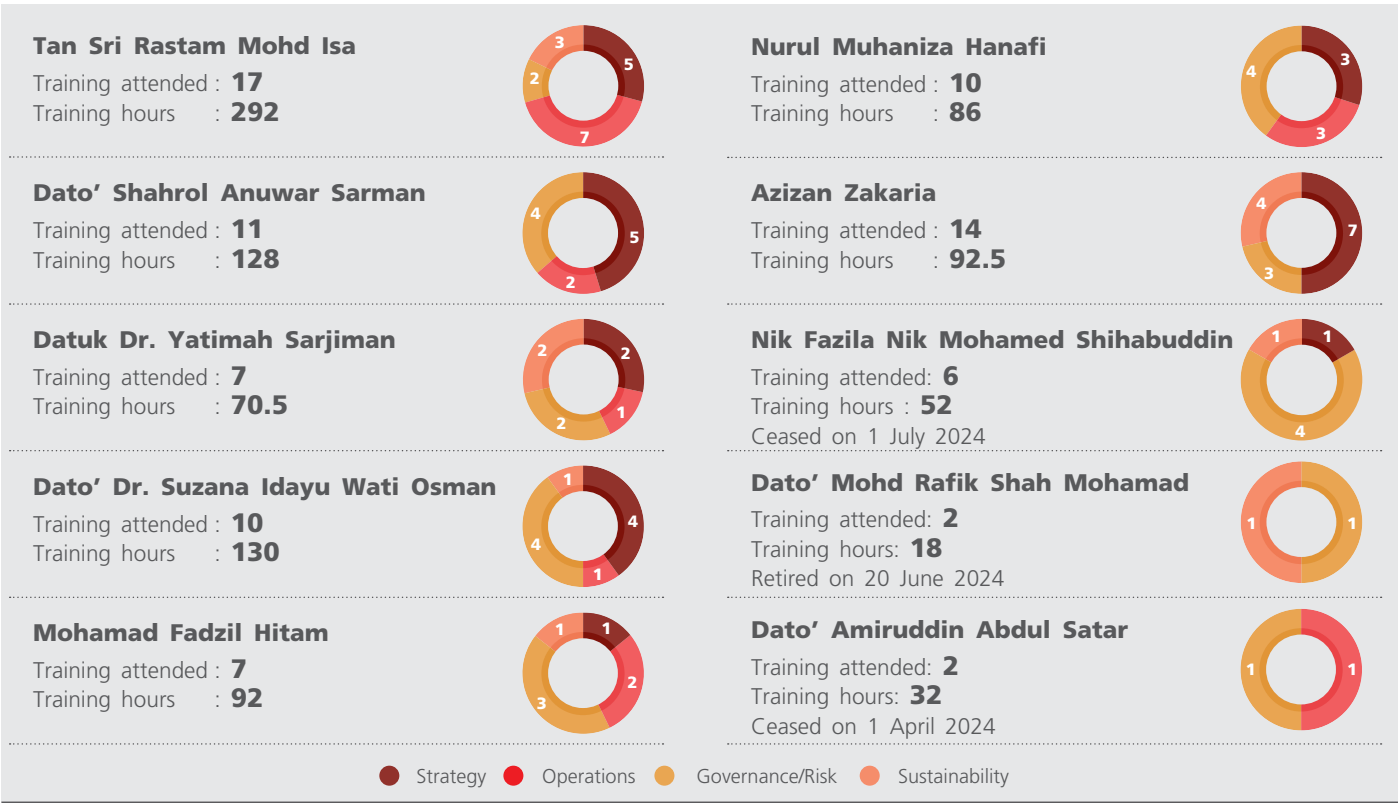 Tan Sri Rastam Mohd Isa
Training attended : 17
Training hours : 292
3
5
2
7
Dato’ Shahrol Anuwar Sarman
Training attended : 11
Training hours : 128
4
5
2
Datuk Dr. Yatimah Sarjiman
Training attended : 7
Training hours : 70.5
2
2
1
2
Dato’ Dr. Suzana Idayu Wati Osman
Training attended : 10
Training hours : 130
1
4
4
1
Mohamad Fadzil Hitam
Training attended : 7
Training hours : 92
1
1
2
3
Nurul Muhaniza Hanafi
Training attended : 10
Training hours : 86
3
4
3
Azizan Zakaria
Training attended : 14
Training hours : 92.5
4
7
3
Nik Fazila Nik Mohamed Shihabuddin
Training attended: 6
Training hours : 52
Ceased on 1 July 2024
1
1
4
Dato’ Mohd Rafik Shah Mohamad
Training attended: 2
Training hours: 18
Retired on 20 June 2024
1
1
Dato’ Amiruddin Abdul Satar
Training attended: 2
Training hours: 32
Ceased on 1 April 2024
1
1
Strategy Operations Governance/Risk Sustainability